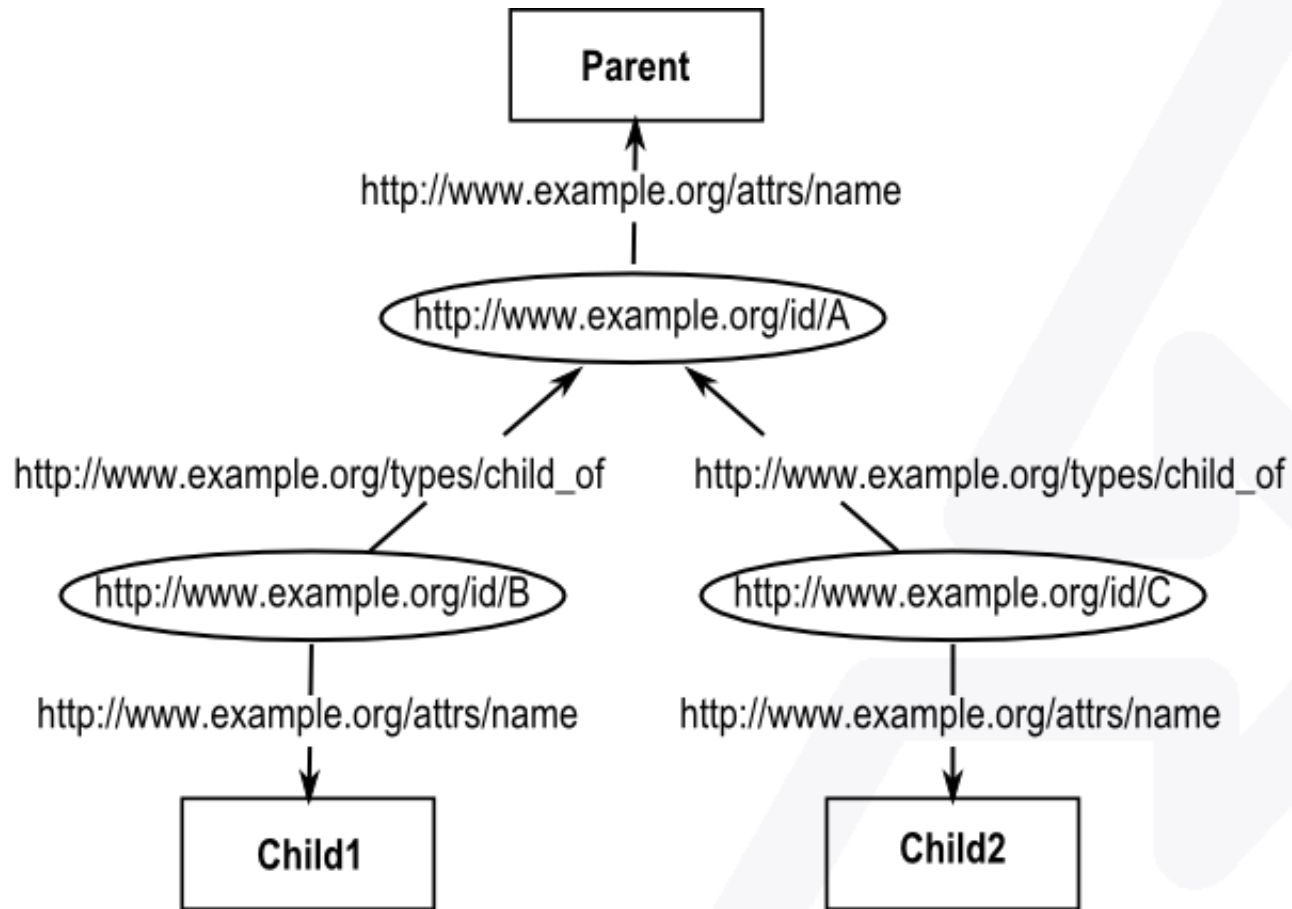 Parent
http://www.example.org/attrs/name
http://www.example.org/id/A
http://www.example.org/types/child_of
http://www.example.org/types/child_of
http://www.example.org/id/B
http://www.example.org/id/C
http://www.example.org/attrs/name
http://www.example.org/attrs/name
Child1
Child2